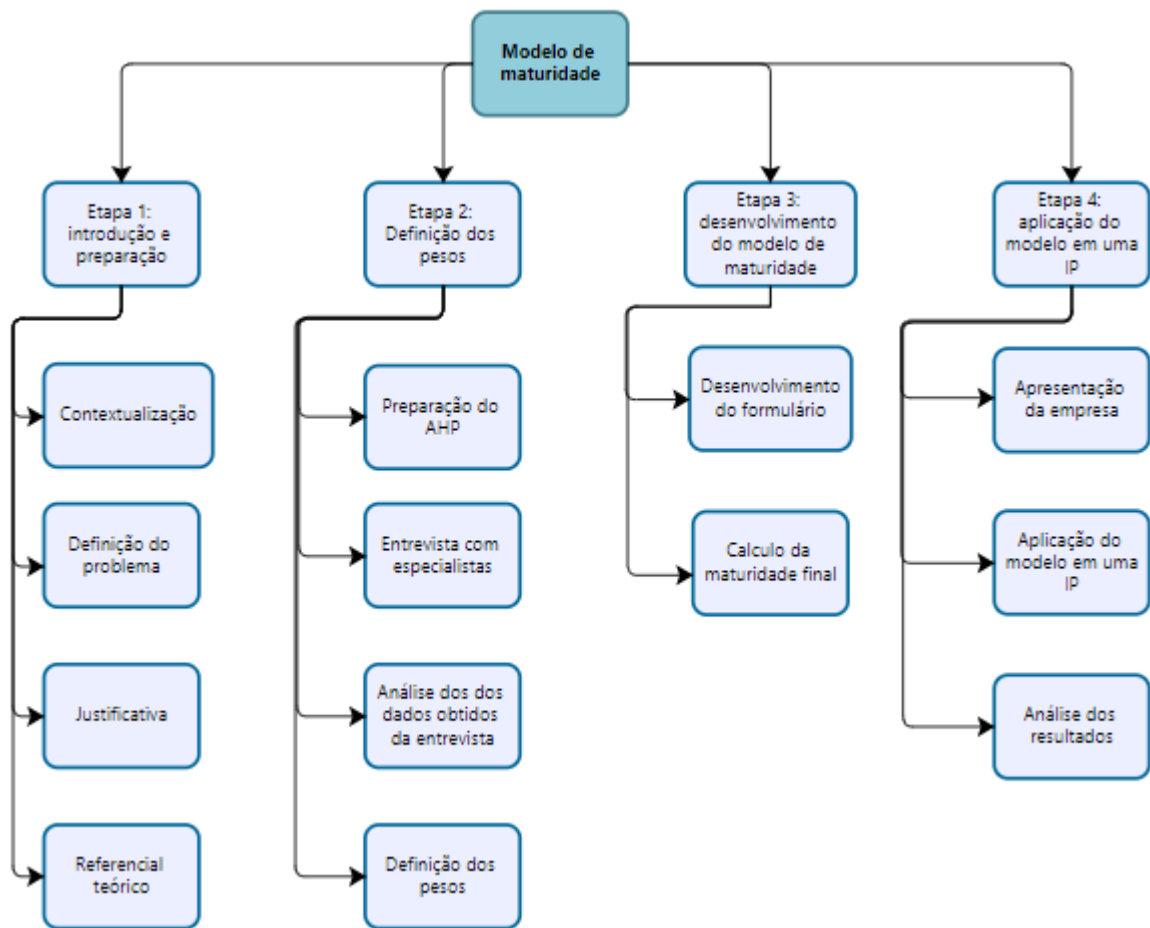 Modelo de
maturidade
Etapa 1:
introdução e
preparação
Contextualização
Definição do
problema
Justificativa
Referencial
teórico
Etapa 2:
Definição dos
pesos
Preparação do
AHP
Entrevista com
especialistas
Análise dos dos
dados obtidos
da entrevista
Definição dos
pesos
Etapa 3:
desenvolvimento
do modelo de
maturidade
Desenvolvimento
do formulário
Calculo da
maturidade final
Etapa 4:
aplicação do
modelo em uma
IP
Apresentação
da empresa
Aplicação do
modelo em uma
IP
Análise dos
resultados